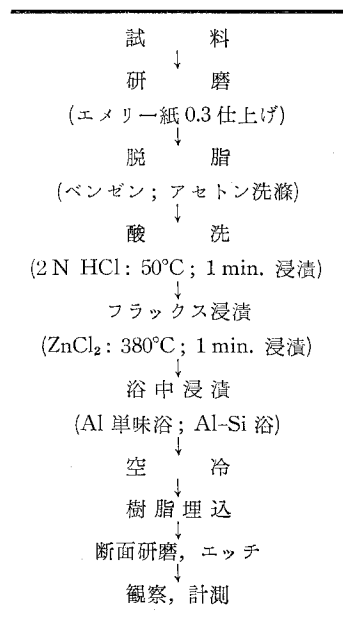 試料
↓
研磨
(エメリー紙 0.3 仕上げ)
↓
脱脂
(ベンゼン; アセトン洗滌)
↓
酸洗
(2 N HCl: 50°C; 1 min. 浸漬)
↓
フラックス浸漬
(ZnCl₂: 380°C; 1 min. 浸漬)
↓
浴中浸漬
(Al 単味浴; Al-Si 浴)
↓
空冷
↓
樹脂埋込
↓
断面研磨, エッチ
↓
観察, 計測